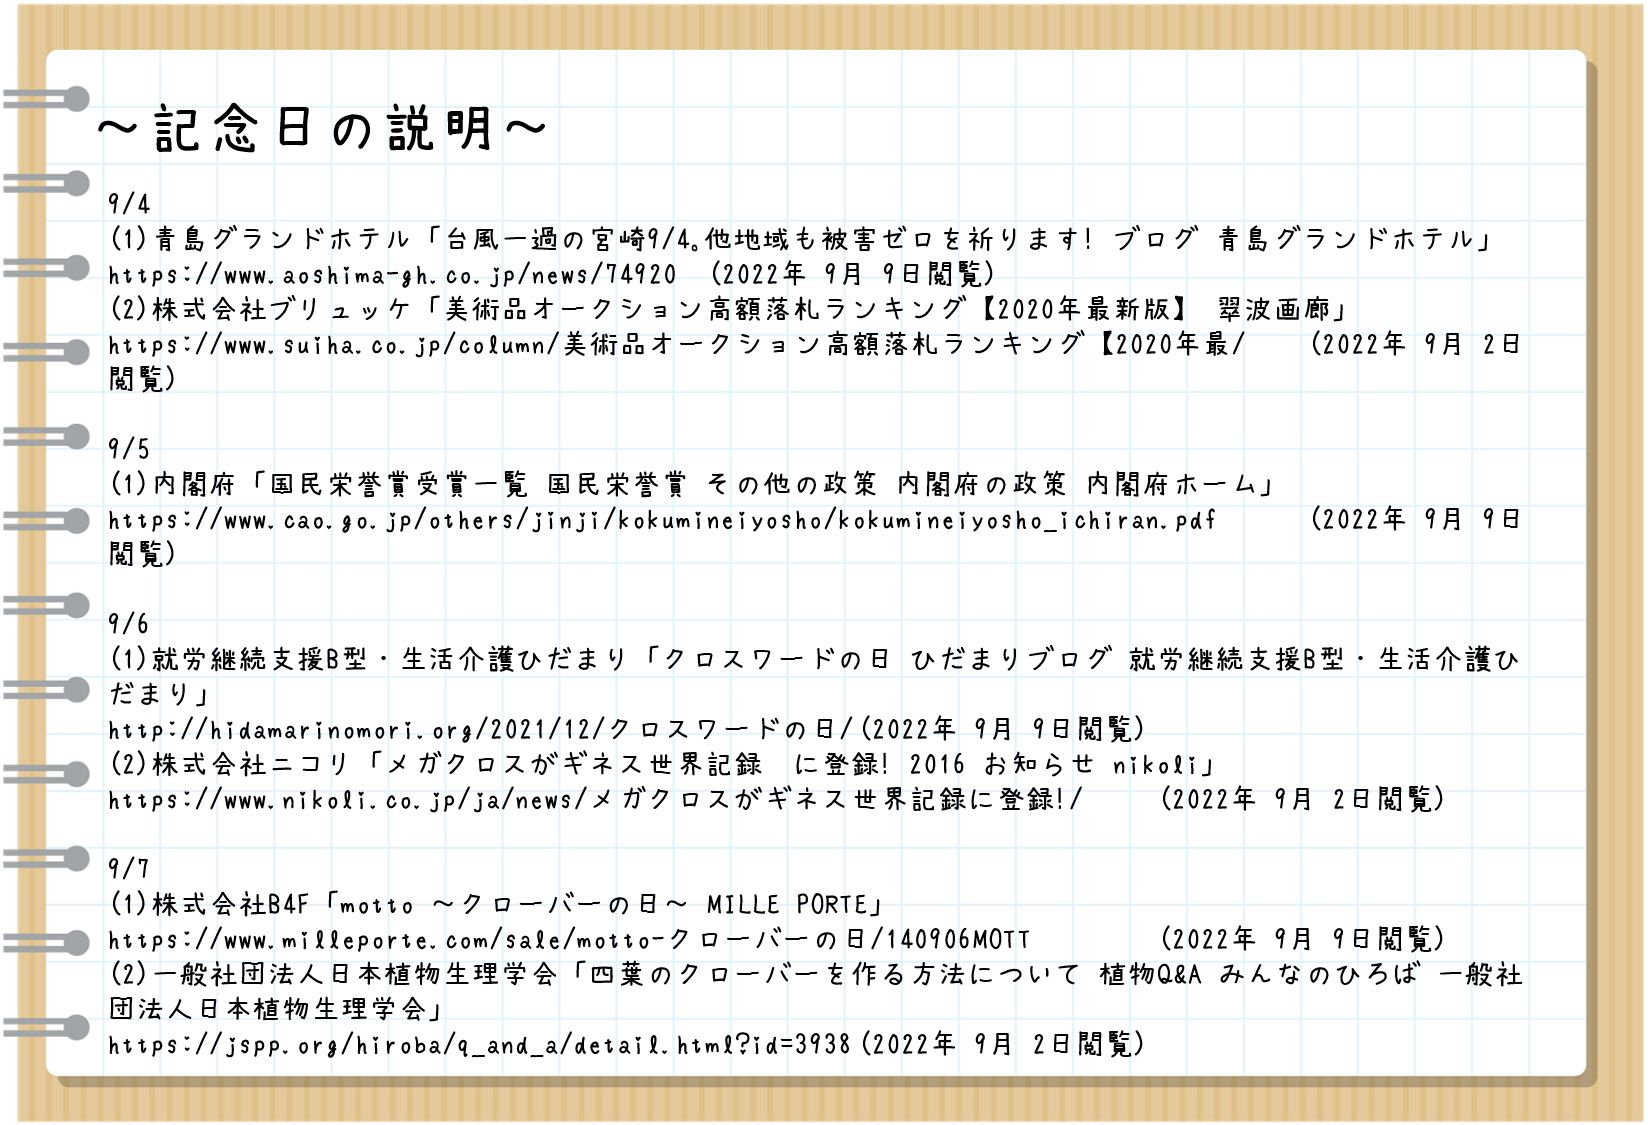 ～記念日の説明～
9/4
(1)青島グランドホテル「台風一過の宮崎9/4。他地域も被害ゼロを祈ります! ブログ 青島グランドホテル」
https://www.aoshima-gh.co.jp/news/74920 (2022年 9月 9日閲覧)
(2)株式会社ブリュッケ「美術品オークション高額落札ランキング【2020年最新版】 翠波画廊」
https://www.suiha.co.jp/column/美術品オークション高額落札ランキング【2020年最/ (2022年 9月 2日
閲覧)
9/5
(1)内閣府「国民栄誉賞受賞一覧 国民栄誉賞 その他の政策 内閣府の政策 内閣府ホーム」
https://www.cao.go.jp/others/jinji/kokumineiyosho/kokumineiyosho_ichiran.pdf (2022年 9月 9日
閲覧)
9/6
(1)就労継続支援B型・生活介護ひだまり「クロスワードの日 ひだまりブログ 就労継続支援B型・生活介護ひ
だまり」
http://hidamarinomori.org/2021/12/クロスワードの日/(2022年 9月 9日閲覧)
(2)株式会社ニコリ「メガクロスがギネス世界記録 に登録! 2016 お知らせ nikoli」
https://www.nikoli.co.jp/ja/news/メガクロスがギネス世界記録に登録!/ (2022年 9月 2日閲覧)
9/7
(1)株式会社B4F「motto ～クローバーの日～ MILLE PORTE」
https://www.milleporte.com/sale/motto-クローバーの日/140906MOTT (2022年 9月 9日閲覧)
(2)一般社団法人日本植物生理学会「四葉のクローバーを作る方法について 植物Q&A みんなのひろば 一般社
団法人日本植物生理学会」
https://jspp.org/hiroba/q_and_a/detail.html?id=3938(2022年 9月 2日閲覧)